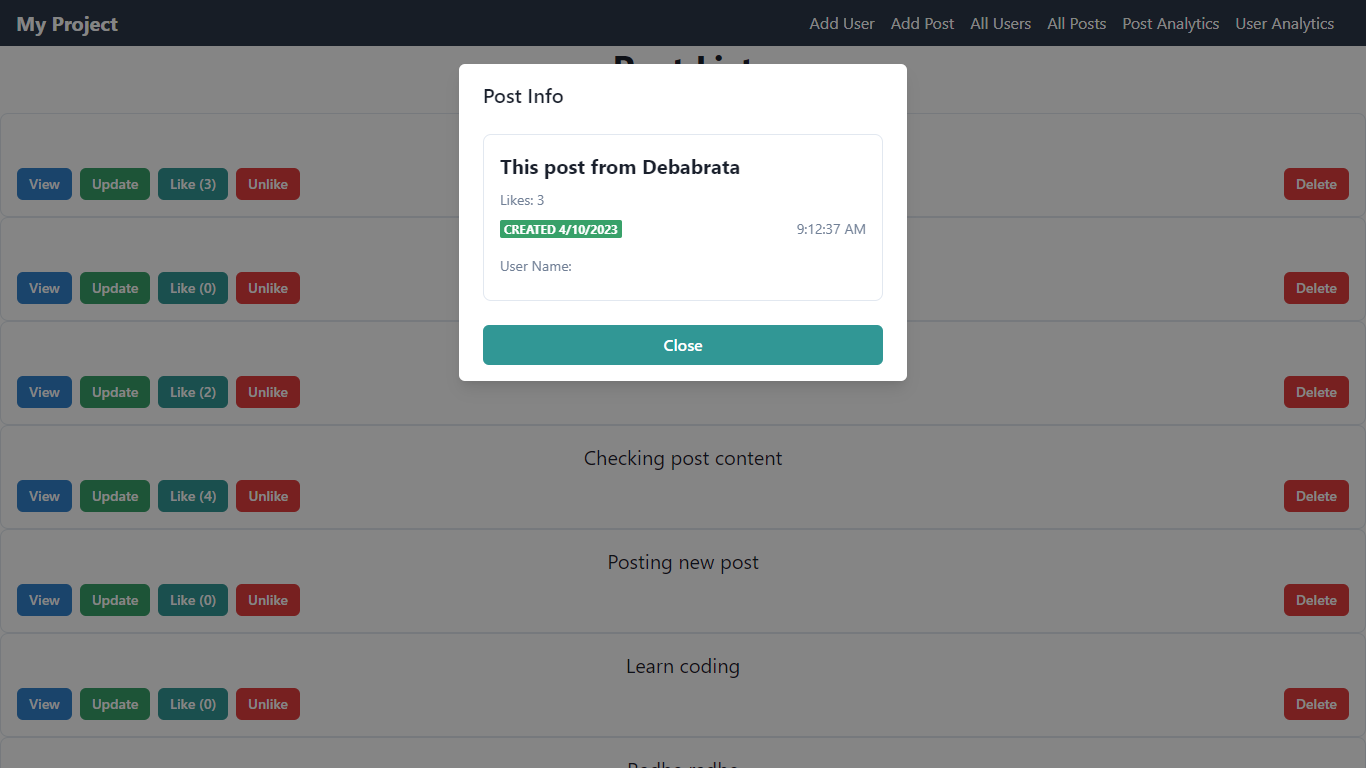 My Project Add User Add Post All Users All Posts Post Analytics User Analytics
Post Info
This post from Debabrata
Likes: 3
CREATED 4/10/2023 9:12:37 AM
User Name:
Close
View Update Like (3) Unlike Delete
View Update Like (0) Unlike Delete
View Update Like (2) Unlike Delete
Checking post content
View Update Like (4) Unlike Delete
Posting new post
View Update Like (0) Unlike Delete
Learn coding
View Update Like (0) Unlike Delete